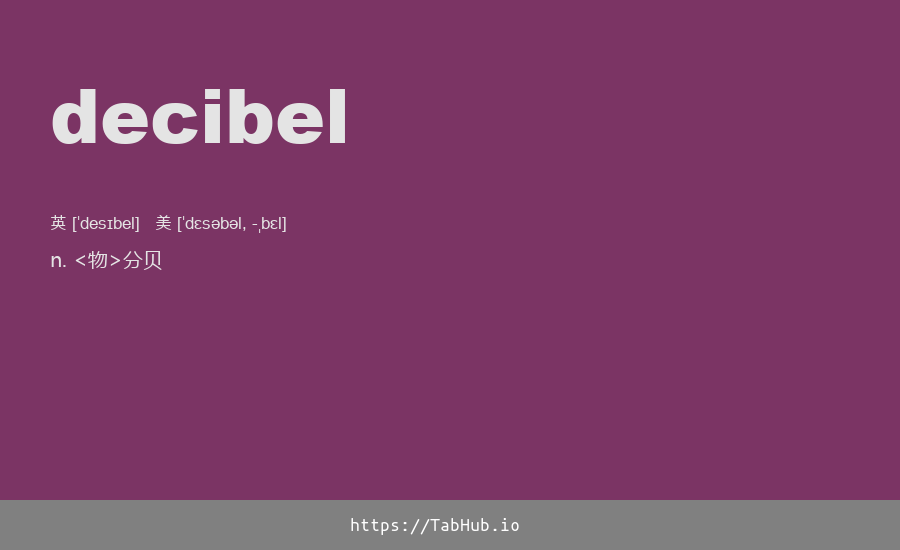 decibel
英 [ˈdesɪbel] 美 [ˈdɛsəbəl, -ˌbɛl]
n. <物>分贝
https://TabHub.io